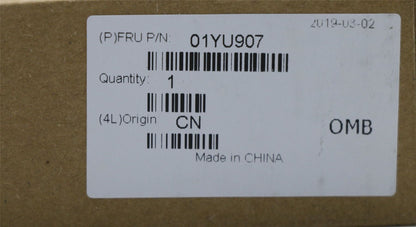 2019-03-02
(P)FRU P/N: 01YU907
Quantity: 1
(4L)Origin CN
OMB
Made in CHINA